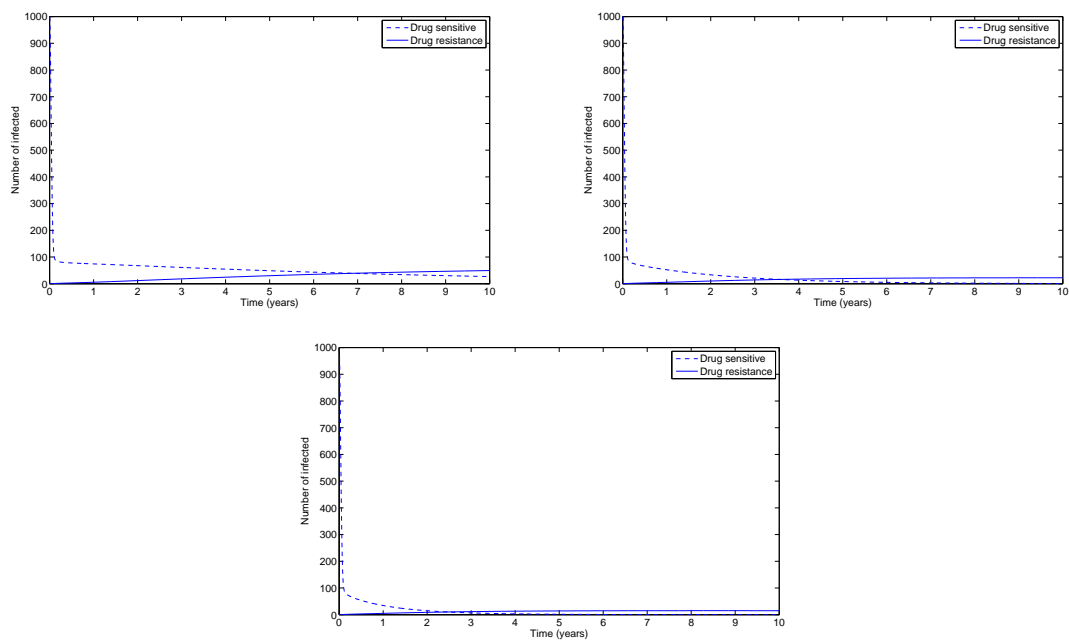 1000
900
800
700
600
500
400
300
200
100
0
Number of infected
0 1 2 3 4 5 6 7 8 9 10
Time (years)
Drug sensitive
Drug resistance
1000
900
800
700
600
500
400
300
200
100
0
Number of infected
0 1 2 3 4 5 6 7 8 9 10
Time (years)
Drug sensitive
Drug resistance
1000
900
800
700
600
500
400
300
200
100
0
Number of infected
0 1 2 3 4 5 6 7 8 9 10
Time (years)
Drug sensitive
Drug resistance